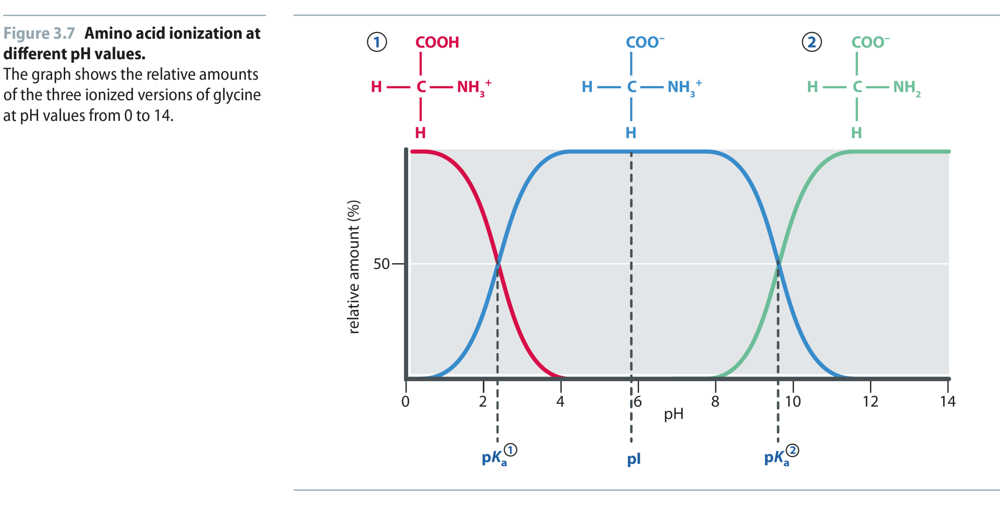 Figure 3.7 Amino acid ionization at
different pH values.
The graph shows the relative amounts
of the three ionized versions of glycine
at pH values from 0 to 14.
① COOH
H — C — NH₃⁺
H
COO⁻
H — C — NH₃⁺
H
② COO⁻
H — C — NH₂
H
relative amount (%)
50
0 2 4 6 8 10 12 14
pH
pKₐ①
pI
pKₐ②